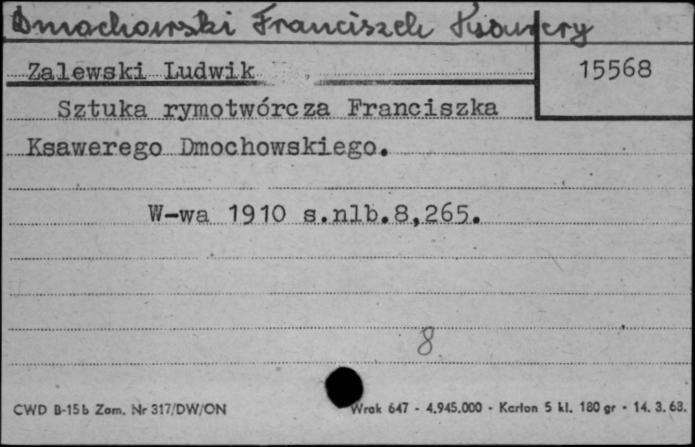 Dmochowski Franciszek Ksawery
Zalewski Ludwik
15568
Sztuka rymotwórcza Franciszka
Ksawerego Dmochowskiego.
W-wa 1910 s.nlb.8,265.
8
CWD B-15b Zam. Nr 317/DW/ON
Wrak 647 - 4.945.000 - Karton 5 kl. 180 gr - 14. 3. 63.